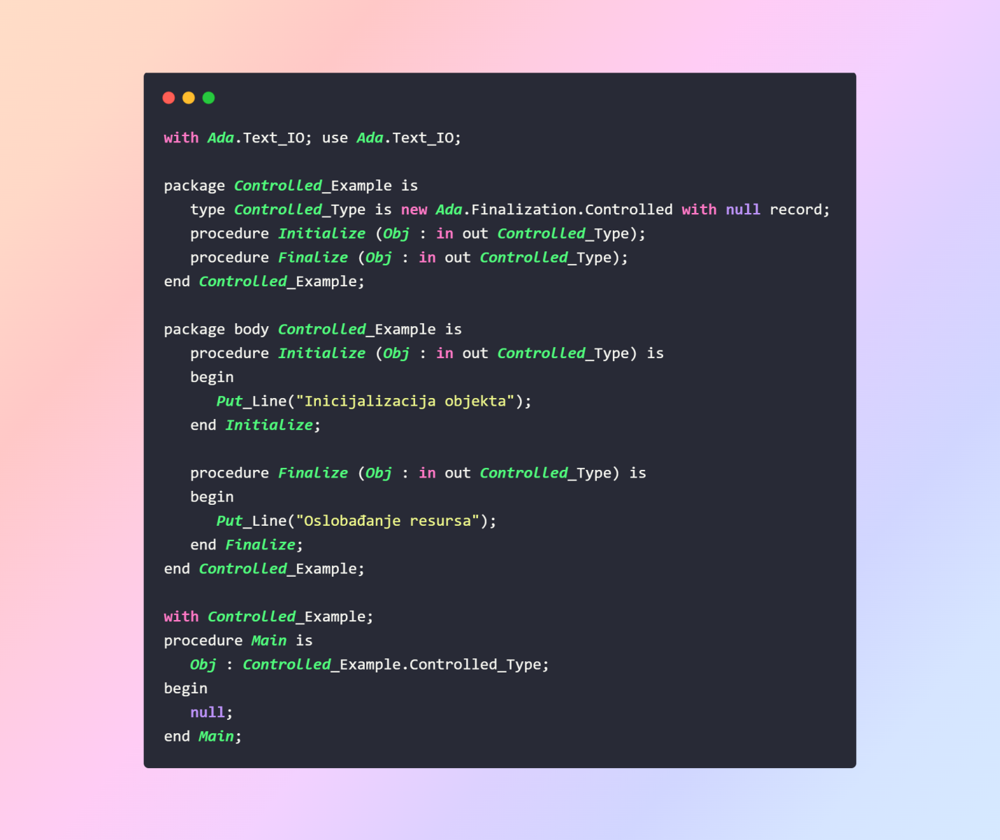 with Ada.Text_IO; use Ada.Text_IO;

package Controlled_Example is
   type Controlled_Type is new Ada.Finalization.Controlled with null record;
   procedure Initialize (Obj : in out Controlled_Type);
   procedure Finalize (Obj : in out Controlled_Type);
end Controlled_Example;

package body Controlled_Example is
   procedure Initialize (Obj : in out Controlled_Type) is
   begin
      Put_Line("Inicijalizacija objekta");
   end Initialize;

   procedure Finalize (Obj : in out Controlled_Type) is
   begin
      Put_Line("Oslobađanje resursa");
   end Finalize;
end Controlled_Example;

with Controlled_Example;
procedure Main is
   Obj : Controlled_Example.Controlled_Type;
begin
   null;
end Main;